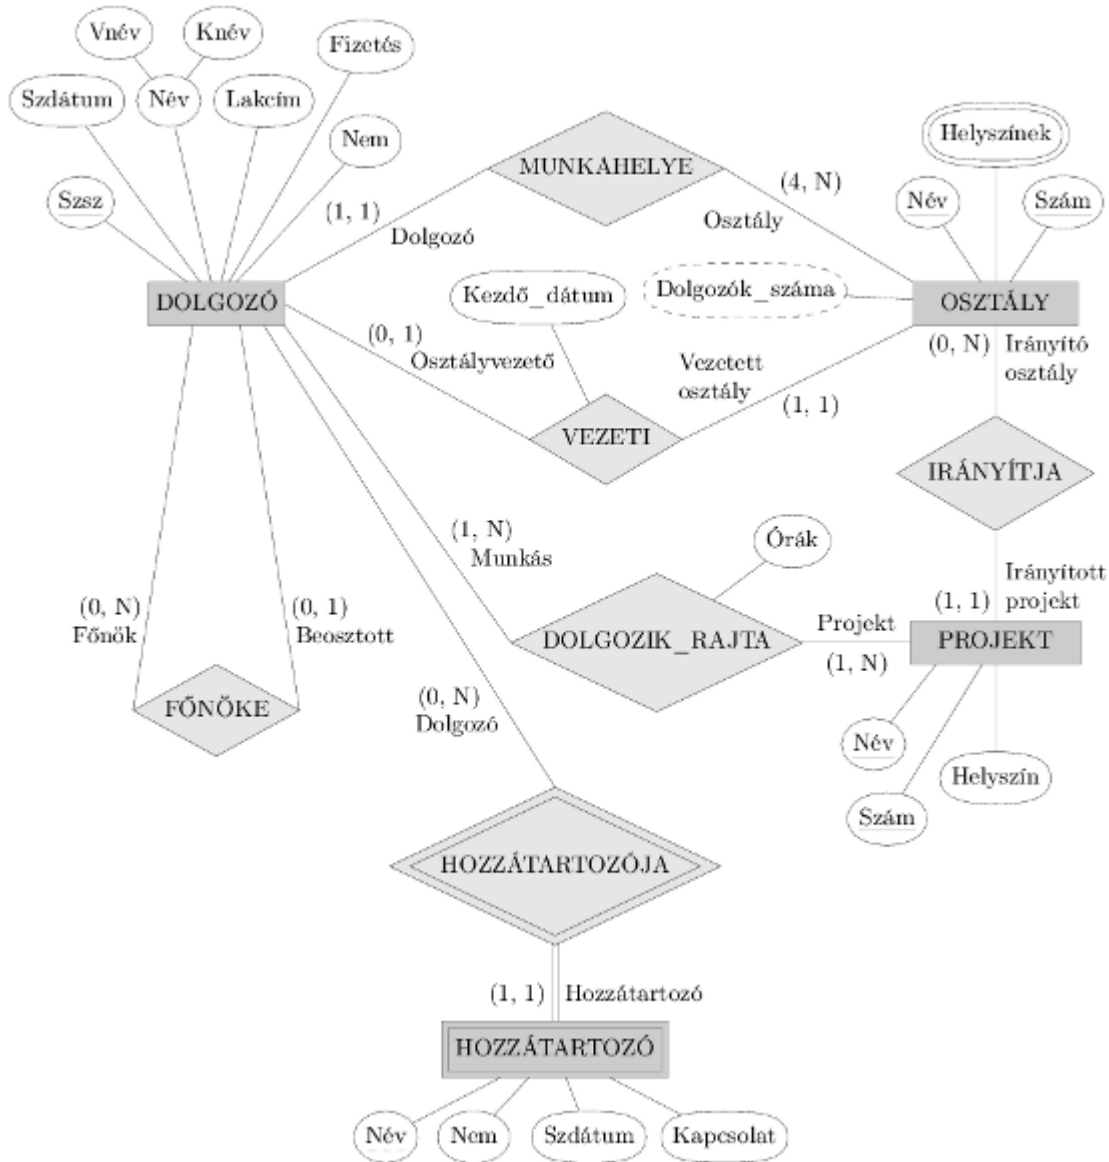 Vnév
Knév
Fizetés
Szdátum
Név
Lakcím
Nem
Szsz
Helyszínek
MUNKAHELYE
(4, N)
Név
Szám
(1, 1)
Dolgozó
Osztály
DOLGOZÓ
Kezdő_dátum
Dolgozók_száma
OSZTÁLY
(0, 1)
Osztályvezető
Vezetett
osztály
(0, N)
Irányító
osztály
(1, 1)
VEZETI
IRÁNYÍTJA
(1, N)
Munkás
Órák
(0, N)
Főnök
(0, 1)
Beosztott
Irányított
projekt
(1, 1)
DOLGOZIK_RAJTA
Projekt
(1, N)
PROJEKT
FŐNÖKE
(0, N)
Dolgozó
Név
Helyszín
Szám
HOZZÁTARTOZÓJA
(1, 1)
Hozzátartozó
HOZZÁTARTOZÓ
Név
Nem
Szdátum
Kapcsolat